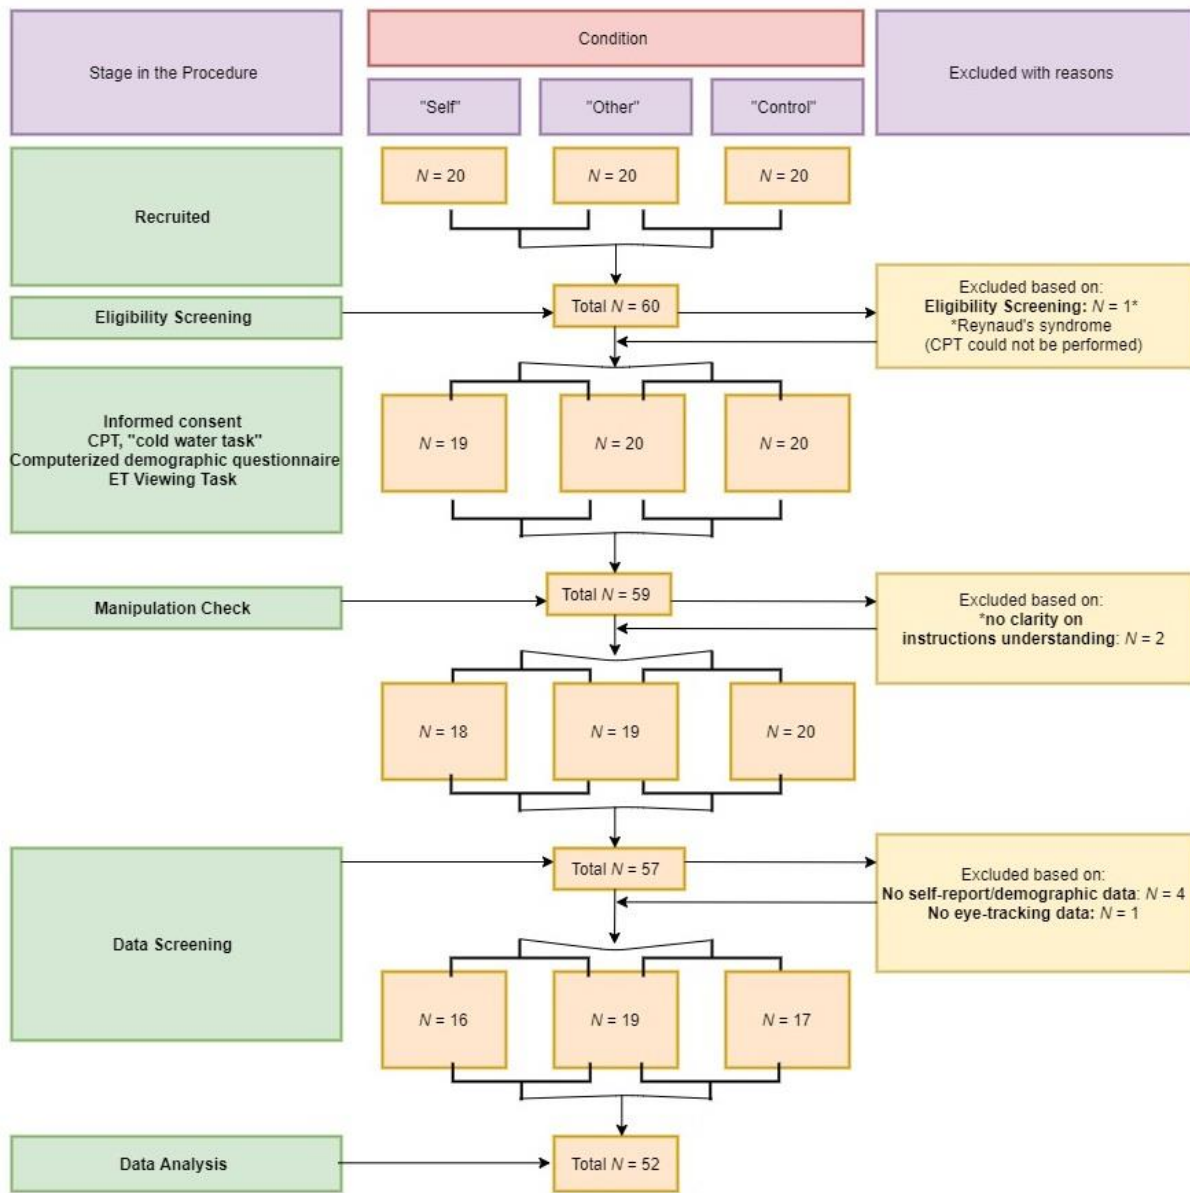 Stage in the Procedure
Condition
Excluded with reasons
"Self"
"Other"
"Control"
Recruited
N = 20
N = 20
N = 20
Eligibility Screening
Total N = 60
Excluded based on:
Eligibility Screening: N = 1*
*Reynaud's syndrome
(CPT could not be performed)
Informed consent
CPT, "cold water task"
Computerized demographic questionnaire
ET Viewing Task
N = 19
N = 20
N = 20
Manipulation Check
Total N = 59
Excluded based on:
*no clarity on
instructions understanding: N = 2
N = 18
N = 19
N = 20
Data Screening
Total N = 57
Excluded based on:
No self-report/demographic data: N = 4
No eye-tracking data: N = 1
N = 16
N = 19
N = 17
Data Analysis
Total N = 52